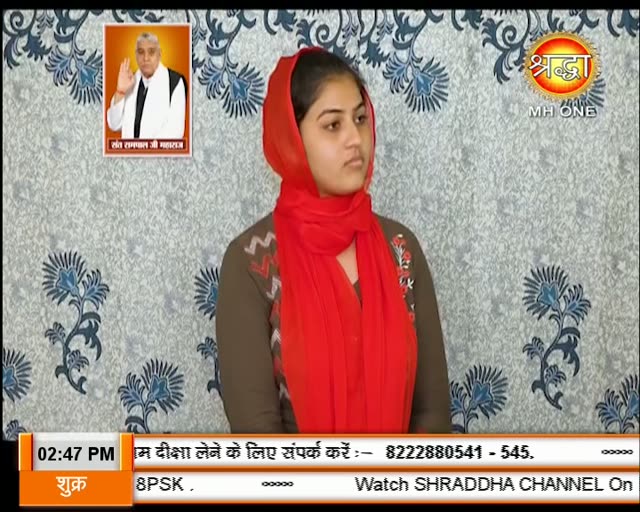 श्रद्धा
MH ONE
संत रामपाल जी महाराज
02:47 PM
म दीक्षा लेने के लिए संपर्क करें :- 8222880541 - 545.
शुक्र
8PSK .
Watch SHRADDHA CHANNEL On